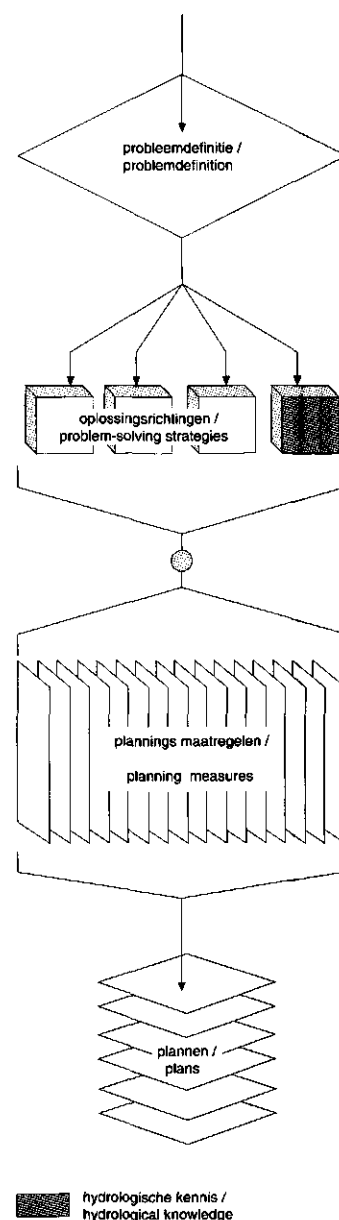 probleemdefinitie /
problemdefinition
oplossingsrichtingen /
problem-solving strategies
plannings maatregelen /
planning measures
plannen /
plans
hydrologische kennis /
hydrological knowledge